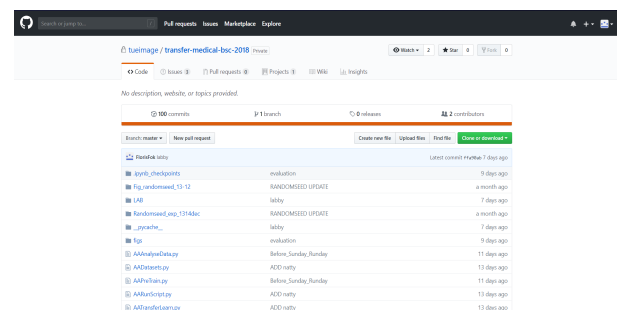 Search or jump to... Pull requests Issues Marketplace Explore
tueimage / transfer-medical-bsc-2018 Private
Watch 2 Star 0 Fork 0
Code Issues 3 Pull requests 0 Projects 1 Wiki Insights
No description, website, or topics provided.
100 commits 1 branch 0 releases 2 contributors
Branch: master New pull request Create new file Upload files Find file Clone or download
FlorisFok labby Latest commit 7 days ago
.ipynb_checkpoints evaluation 9 days ago
Fig_randomseed_13-12 RANDOMSEED UPDATE a month ago
LAB labby 7 days ago
Randomseed_exp_1314dec RANDOMSEED UPDATE a month ago
__pycache__ labby 7 days ago
figs evaluation 9 days ago
AAAnalyseData.py Before_Sunday_Runday 11 days ago
AADatasets.py ADD natty 13 days ago
AAPreTrain.py Before_Sunday_Runday 11 days ago
AARunScript.py ADD natty 13 days ago
AATransferLearn.py ADD natty 13 days ago